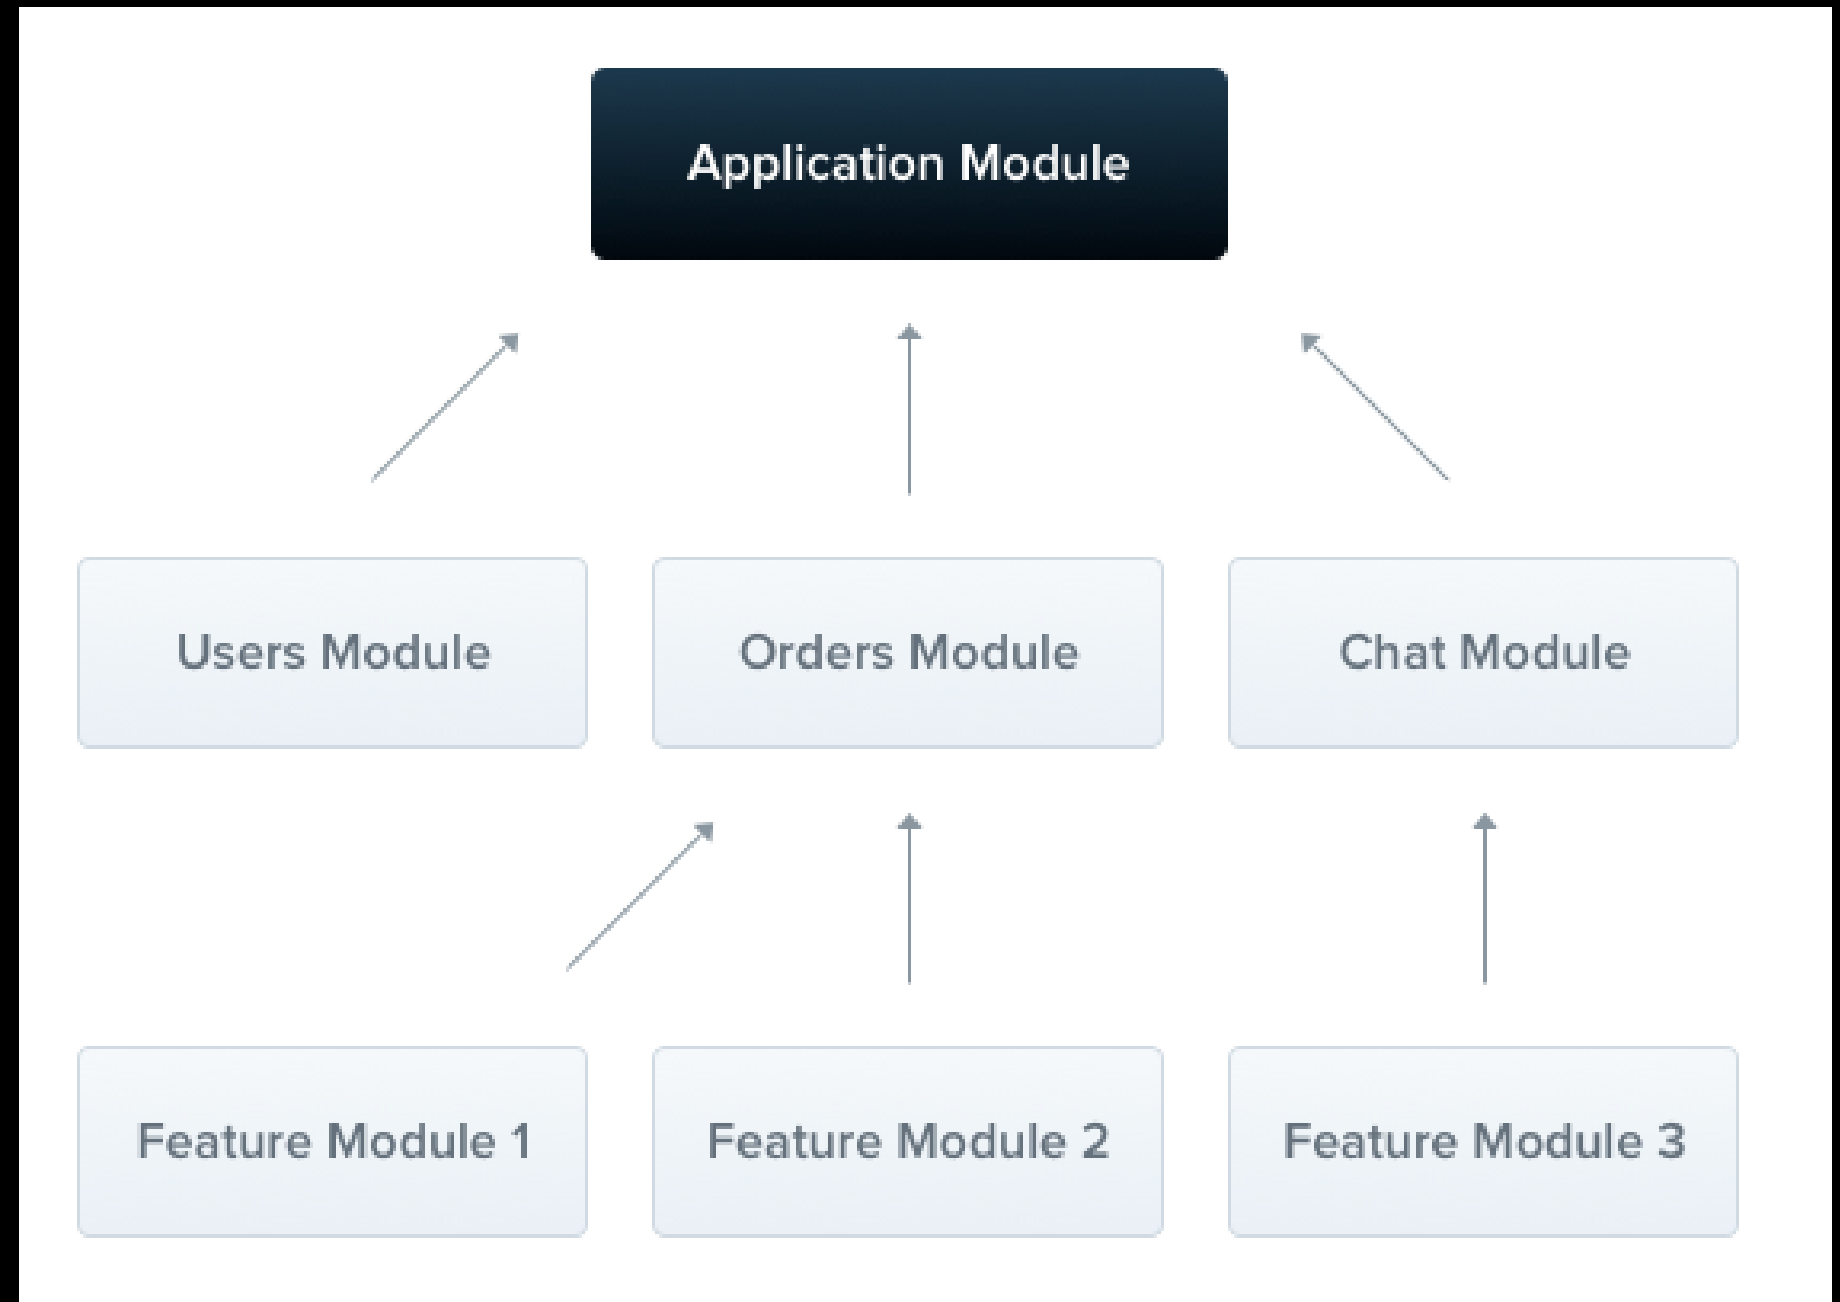 Application Module
Users Module
Orders Module
Chat Module
Feature Module 1
Feature Module 2
Feature Module 3